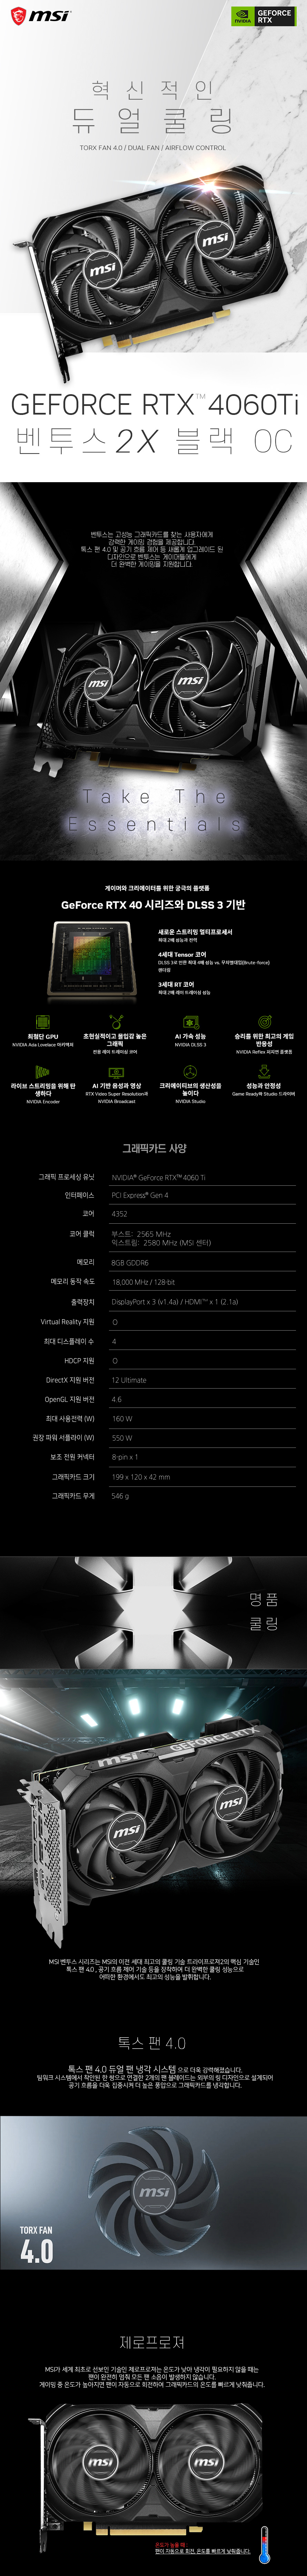 msi
NVIDIA
GEFORCE
RTX
혁신적인
듀얼쿨링
TORX FAN 4.0 / DUAL FAN / AIRFLOW CONTROL
msi
msi
GEFORCE RTX™ 4060Ti
벤투스 2X 블랙 OC
벤투스는 고성능 그래픽카드를 찾는 사용자에게
강력한 게이밍 경험을 제공합니다.
톡스 팬 4.0 및 공기 흐름 제어 등 새롭게 업그레이드 된
디자인으로 벤투스는 게이머들에게
더 완벽한 게이밍을 지원합니다.
msi
msi
Take The
Essentials
게이머와 크리에이터를 위한 궁극의 플랫폼
GeForce RTX 40 시리즈와 DLSS 3 기반
새로운 스트리밍 멀티프로세서
최대 2배 성능과 전력
4세대 Tensor 코어
DLSS 3로 인한 최대 4배 성능 vs. 무차별대입(Brute-force)
렌더링
3세대 RT 코어
최대 2배 레이 트레이싱 성능
최첨단 GPU
NVIDIA Ada Lovelace 아키텍처
초현실적이고 몰입감 높은
그래픽
전용 레이 트레이싱 코어
AI 가속 성능
NVIDIA DLSS 3
승리를 위한 최고의 게임
반응성
NVIDIA Reflex 저지연 플랫폼
라이브 스트리밍을 위해 탄
생하다
NVIDIA Encoder
AI 기반 음성과 영상
RTX Video Super Resolution과
NVIDIA Broadcast
크리에이티브의 생산성을
높이다
NVIDIA Studio
성능과 안정성
Game Ready와 Studio 드라이버
그래픽카드 사양
그래픽 프로세싱 유닛 NVIDIA® GeForce RTX™ 4060 Ti
인터페이스 PCI Express® Gen 4
코어 4352
코어 클럭 부스트: 2565 MHz
익스트림: 2580 MHz (MSI 센터)
메모리 8GB GDDR6
메모리 동작 속도 18,000 MHz / 128-bit
출력장치 DisplayPort x 3 (v1.4a) / HDMI™ x 1 (2.1a)
Virtual Reality 지원 O
최대 디스플레이 수 4
HDCP 지원 O
DirectX 지원 버전 12 Ultimate
OpenGL 지원 버전 4.6
최대 사용전력 (W) 160 W
권장 파워 서플라이 (W) 550 W
보조 전원 커넥터 8-pin x 1
그래픽카드 크기 199 x 120 x 42 mm
그래픽카드 무게 546 g
명품
쿨링
msi GEFORCE RTX
msi
msi
MSI 벤투스 시리즈는 MSI의 이전 세대 최고의 쿨링 기술 트라이프로져2의 핵심 기술인
톡스 팬 4.0 , 공기 흐름 제어 기술 등을 장착하여 더 완벽한 쿨링 성능으로
어떠한 환경에서도 최고의 성능을 발휘합니다.
톡스 팬 4.0
톡스 팬 4.0 듀얼 팬 냉각 시스템 으로 더욱 강력해졌습니다.
팀워크 시스템에서 착안된 한 쌍으로 연결한 2개의 팬 블레이드는 외부의 링 디자인으로 설계되어
공기 흐름을 더욱 집중시켜 더 높은 풍압으로 그래픽카드를 냉각합니다.
msi
TORX FAN
4.0
제로프로져
MSI가 세계 최초로 선보인 기술인 제로프로져는 온도가 낮아 냉각이 필요하지 않을 때는
팬이 완전히 멈춰 모든 팬 소음이 발생하지 않습니다.
게이밍 중 온도가 높아지면 팬이 자동으로 회전하여 그래픽카드의 온도를 빠르게 낮춰줍니다.
msi
msi
온도가 높을 때 :
팬이 자동으로 회전, 온도를 빠르게 낮춰줍니다.